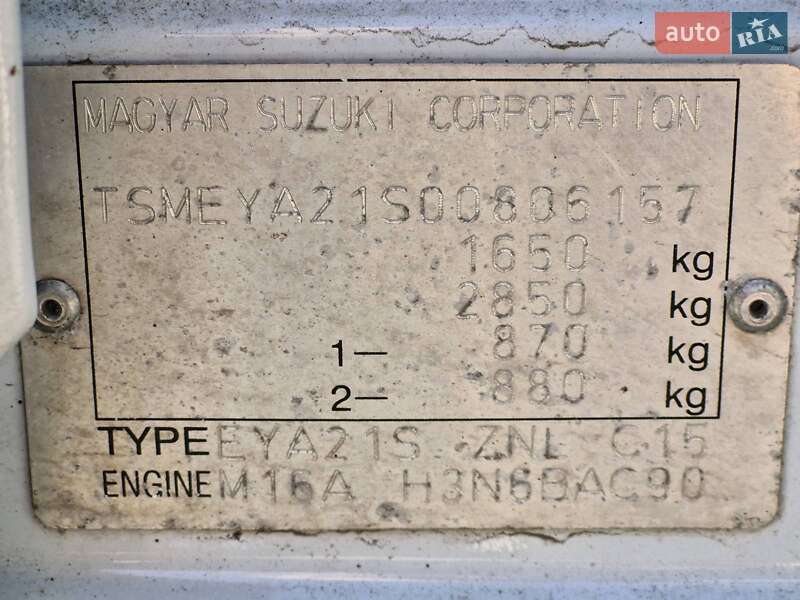 auto RIA.com
MAGYAR SUZUKI CORPORATION
TSMEYA21S00806157
1650 kg
2850 kg
1— 870 kg
2— 880 kg
TYPE EYA21S ZNL C15
ENGINE M16A H3N6BAC90